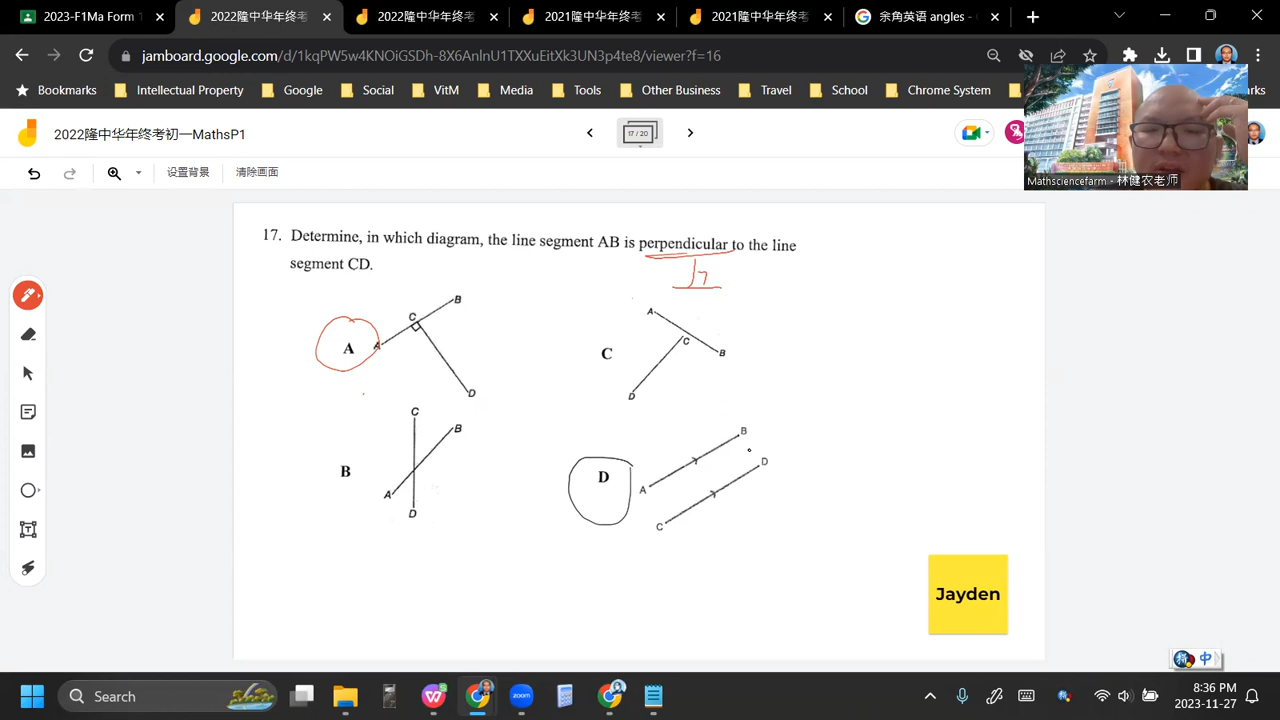 2023-F1Ma Form 1
2022隆中华年终考
2022隆中华年终考
2021隆中华年终考
2021隆中华年终考
余角英语 angles -
jamboard.google.com/d/1kqPW5w4KNOiGSDh-8X6AnlnU1TXXuEitXk3UN3p4te8/viewer?f=16
Bookmarks
Intellectual Property
Google
Social
VitM
Media
Tools
Other Business
Travel
School
Chrome System
2022隆中华年终考初一MathsP1
17 / 20
设置背景
清除画面
Mathsciencefarm - 林健农老师
17. Determine, in which diagram, the line segment AB is perpendicular to the line
segment CD.
A
A
B
C
D
C
A
B
C
D
B
A
B
C
D
D
A
B
C
D
Jayden
Search
中
8:36 PM
2023-11-27